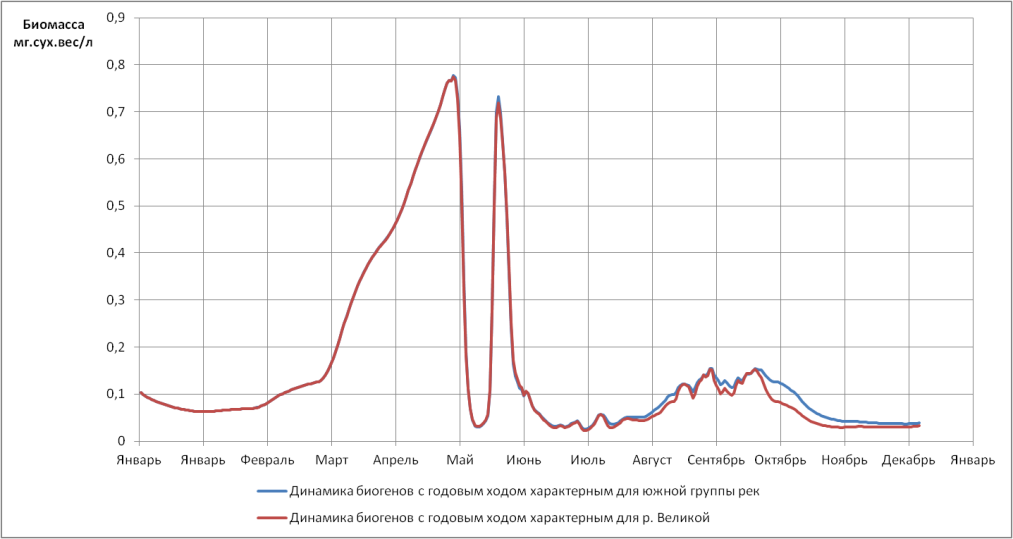 Биомасса
мг.сух.вес/л
0,9
0,8
0,7
0,6
0,5
0,4
0,3
0,2
0,1
0
Январь Январь Февраль Март Апрель Май Июнь Июль Август Сентябрь Октябрь Ноябрь Декабрь Январь
Динамика биогенов с годовым ходом характерным для южной группы рек
Динамика биогенов с годовым ходом характерным для р. Великой